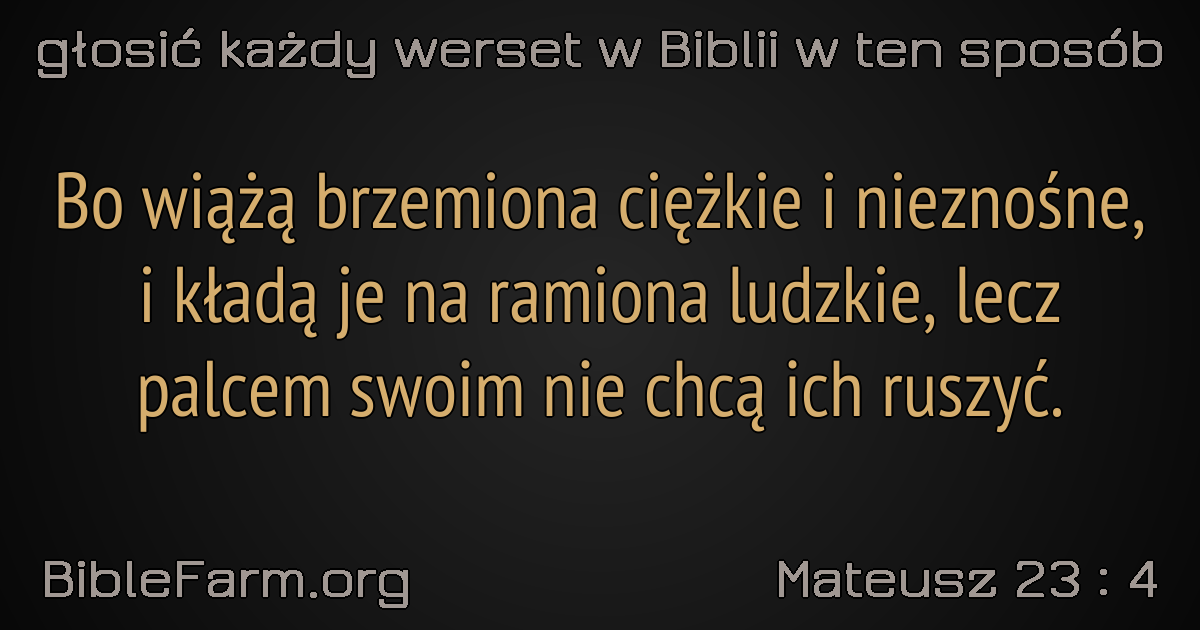 głosić każdy werset w Biblii w ten sposób
Bo wiążą brzemiona ciężkie i nieznośne,
i kładą je na ramiona ludzkie, lecz
palcem swoim nie chcą ich ruszyć.
BibleFarm.org
Mateusz 23 : 4